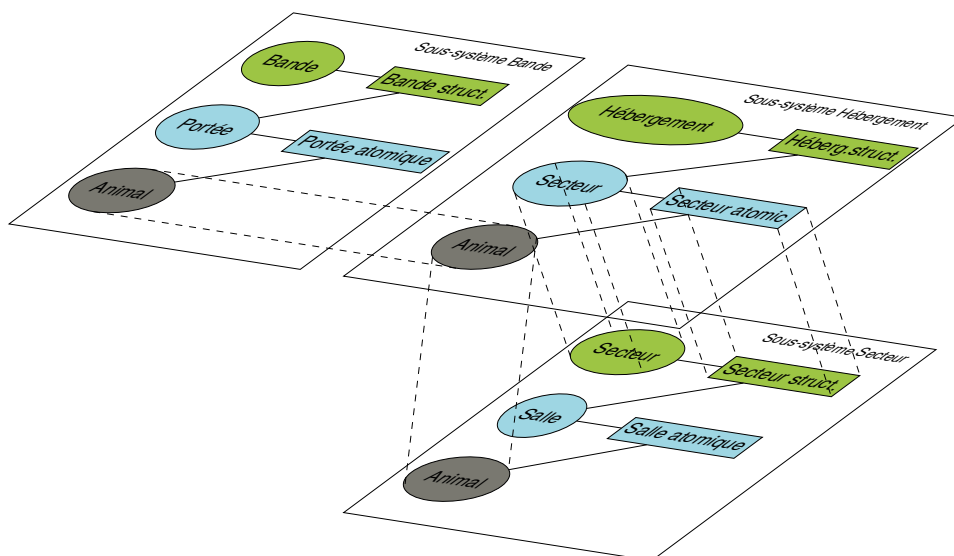 Sous-système Bande
Bande
Bande struct.
Portée
Portée atomique
Animal
Sous-système Hébergement
Hébergement
Héberg.struct.
Secteur
Secteur atomic
Animal
Sous-système Secteur
Secteur
Secteur struct.
Salle
Salle atomique
Animal